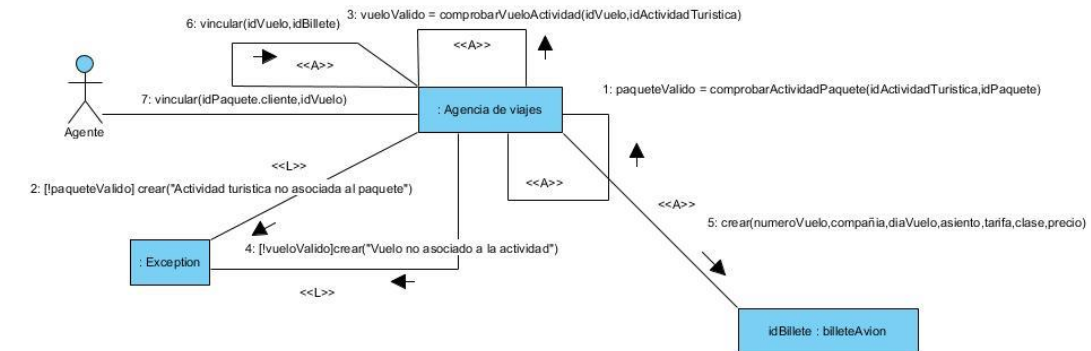 3: vueloValido = comprobarVueloActividad(idVuelo,idActividadTuristica)
6: vincular(idVuelo,idBillete)
<<A>>
<<A>>
1: paqueteValido = comprobarActividadPaquete(idActividadTuristica,idPaquete)
7: vincular(idPaquete.cliente,idVuelo)
: Agencia de viajes
Agente
<<L>>
<<A>>
2: [!paqueteValido] crear("Actividad turistica no asociada al paquete")
<<A>>
5: crear(numeroVuelo,compañia,diaVuelo,asiento,tarifa,clase,precio)
4: [!vueloValido]crear("Vuelo no asociado a la actividad")
: Exception
<<L>>
idBillete : billeteAvion